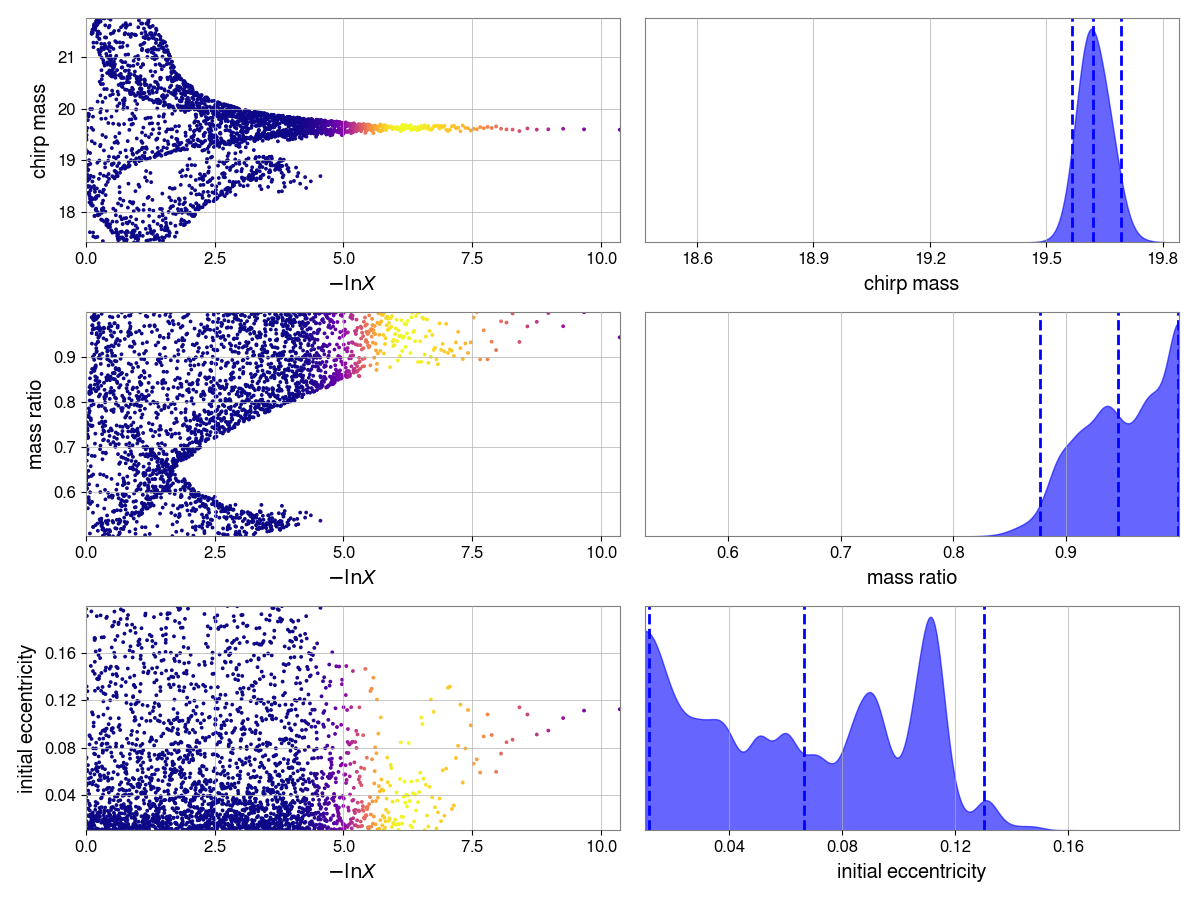 21
20
19
18
chirp mass
0.0 2.5 5.0 7.5 10.0
−lnX
18.6 18.9 19.2 19.5 19.8
chirp mass
0.9
0.8
0.7
0.6
mass ratio
0.0 2.5 5.0 7.5 10.0
−lnX
0.6 0.7 0.8 0.9
mass ratio
0.16
0.12
0.08
0.04
initial eccentricity
0.0 2.5 5.0 7.5 10.0
−lnX
0.04 0.08 0.12 0.16
initial eccentricity